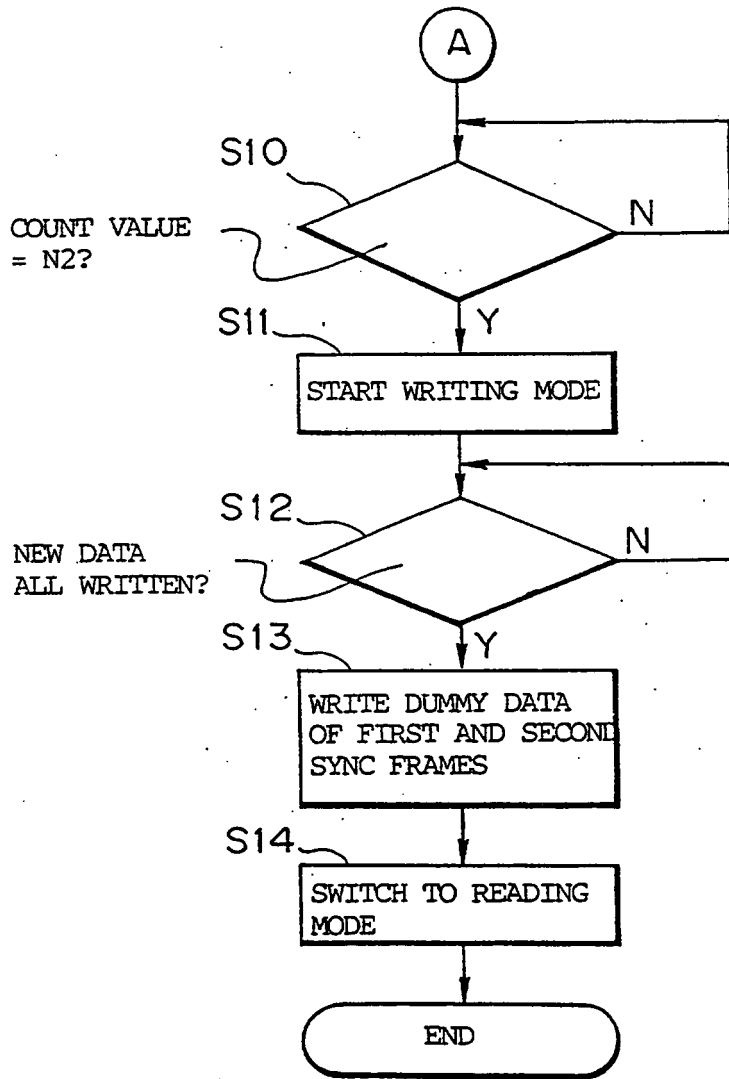 A
S10
COUNT VALUE
= N2?
N
Y
S11
START WRITING MODE
S12
NEW DATA
ALL WRITTEN?
N
Y
S13
WRITE DUMMY DATA
OF FIRST AND SECOND
SYNC FRAMES
S14
SWITCH TO READING
MODE
END